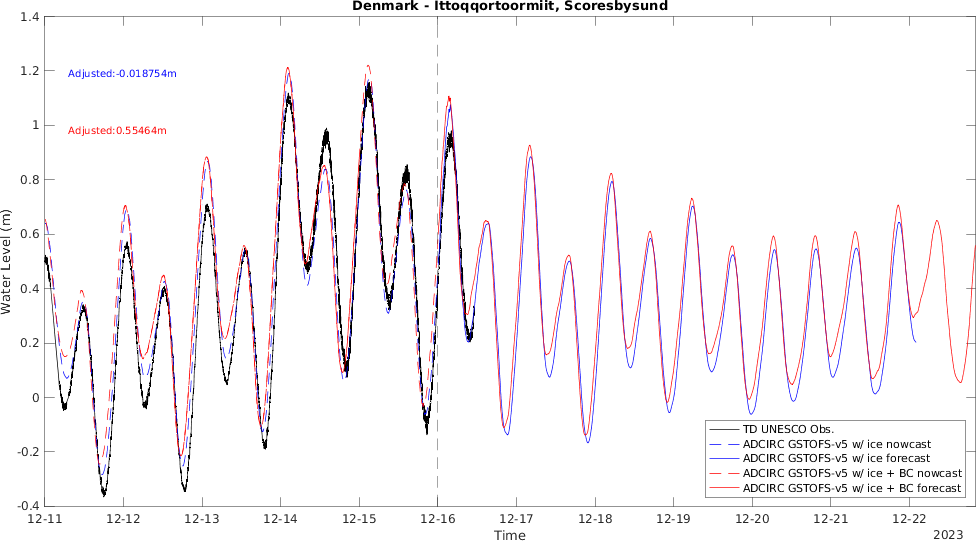 Denmark - Ittoqqortoormiit, Scoresbysund
1.4
1.2
1
0.8
0.6
0.4
0.2
0
-0.2
-0.4
Water Level (m)
Adjusted:-0.018754m
Adjusted:0.55464m
TD UNESCO Obs.
ADCIRC GSTOFS-v5 w/ ice nowcast
ADCIRC GSTOFS-v5 w/ ice forecast
ADCIRC GSTOFS-v5 w/ ice + BC nowcast
ADCIRC GSTOFS-v5 w/ ice + BC forecast
12-11 12-12 12-13 12-14 12-15 12-16 12-17 12-18 12-19 12-20 12-21 12-22
Time
2023